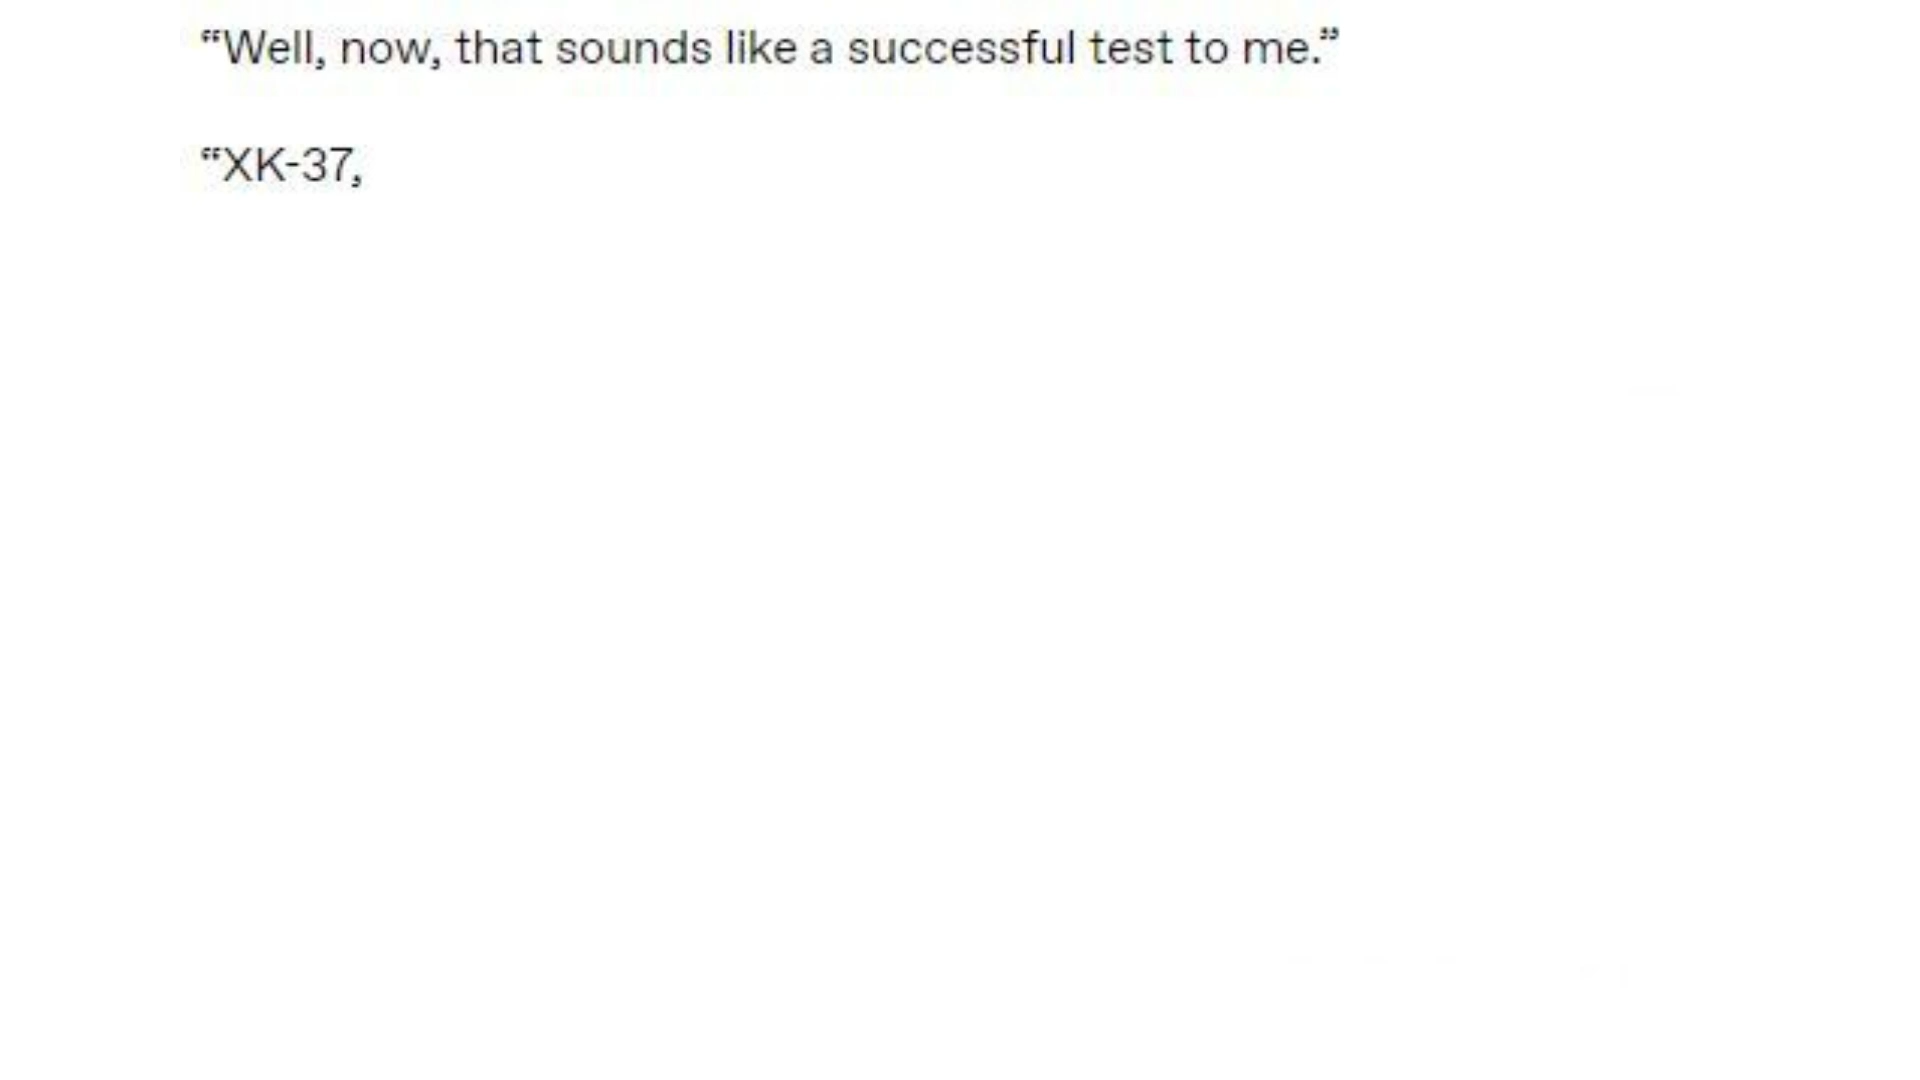 “Well, now, that sounds like a successful test to me.”
“XK-37,